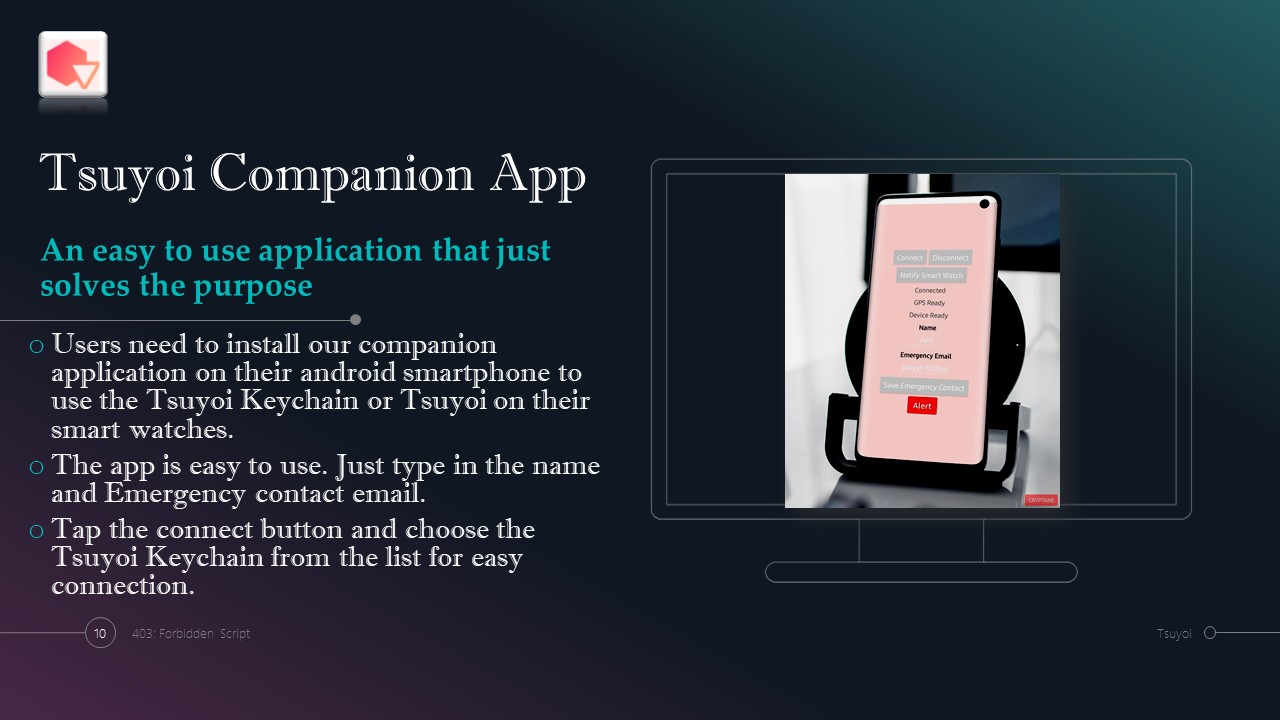 Tsuyoi Companion App
An easy to use application that just
solves the purpose
Users need to install our companion
application on their android smartphone to
use the Tsuyoi Keychain or Tsuyoi on their
smart watches.
The app is easy to use. Just type in the name
and Emergency contact email.
Tap the connect button and choose the
Tsuyoi Keychain from the list for easy
connection.
Connect Disconnect
Notify Smart Watch
Connected
GPS Ready
Device Ready
Name
Emergency Email
Save Emergency Contact
Alert
CRYPTANE
10 403: Forbidden Script
Tsuyoi